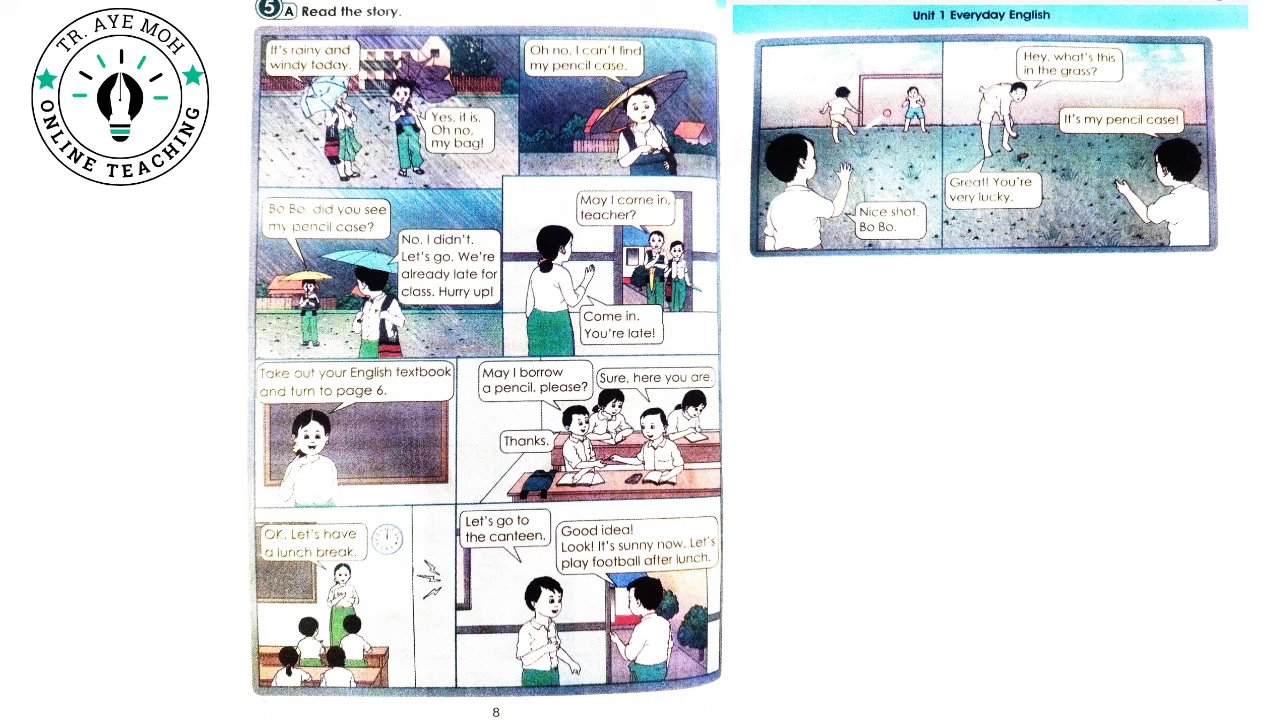 TR. AYE MOH
ONLINE TEACHING
5 A Read the story.
It's rainy and
windy today.
Yes, it is.
Oh no,
my bag!
Oh no, I can't find
my pencil case.
Bo Bo, did you see
my pencil case?
No, I didn't.
Let's go. We're
already late for
class. Hurry up!
May I come in,
teacher?
Come in.
You're late!
Take out your English textbook
and turn to page 6.
May I borrow
a pencil, please?
Sure, here you are.
Thanks.
OK. Let's have
a lunch break.
Let's go to
the canteen.
Good idea!
Look! It's sunny now. Let's
play football after lunch.
8
Unit 1 Everyday English
Nice shot,
Bo Bo.
Hey, what's this
in the grass?
It's my pencil case!
Great! You're
very lucky.